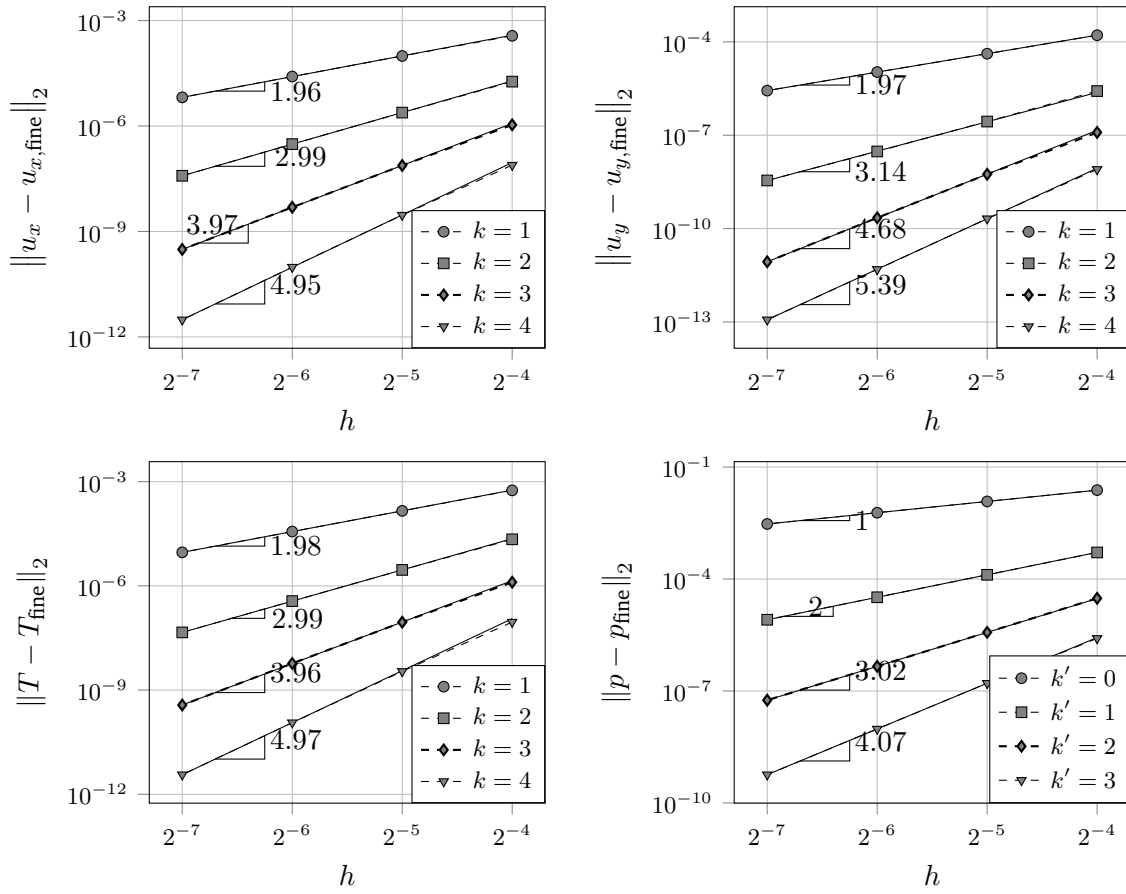 ‖u_x − u_{x,fine}‖_2
10^{−3}
10^{−6}
10^{−9}
10^{−12}
1.96
2.99
3.97
4.95
k = 1
k = 2
k = 3
k = 4
2^{−7} 2^{−6} 2^{−5} 2^{−4}
h
‖u_y − u_{y,fine}‖_2
10^{−4}
10^{−7}
10^{−10}
10^{−13}
1.97
3.14
4.68
5.39
k = 1
k = 2
k = 3
k = 4
2^{−7} 2^{−6} 2^{−5} 2^{−4}
h
‖T − T_{fine}‖_2
10^{−3}
10^{−6}
10^{−9}
10^{−12}
1.98
2.99
3.96
4.97
k = 1
k = 2
k = 3
k = 4
2^{−7} 2^{−6} 2^{−5} 2^{−4}
h
‖p − p_{fine}‖_2
10^{−1}
10^{−4}
10^{−7}
10^{−10}
1
2
3.02
4.07
k′ = 0
k′ = 1
k′ = 2
k′ = 3
2^{−7} 2^{−6} 2^{−5} 2^{−4}
h